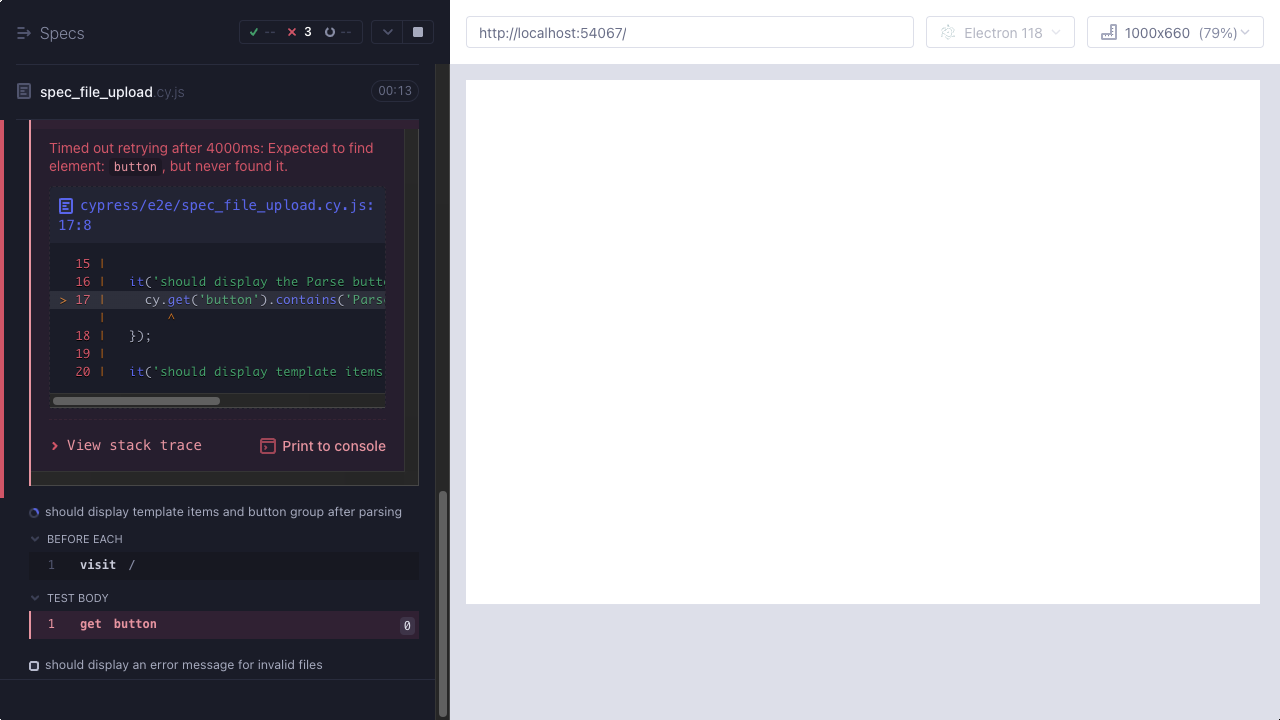 Specs
-- 3 --
spec_file_upload.cy.js 00:13
Timed out retrying after 4000ms: Expected to find
element: button , but never found it.
cypress/e2e/spec_file_upload.cy.js:
17:8
15 |
16 | it('should display the Parse butt
> 17 | cy.get('button').contains('Pars
| ^
18 | });
19 |
20 | it('should display template items
View stack trace Print to console
should display template items and button group after parsing
BEFORE EACH
1 visit /
TEST BODY
1 get button 0
should display an error message for invalid files
http://localhost:54067/
Electron 118
1000x660 (79%)